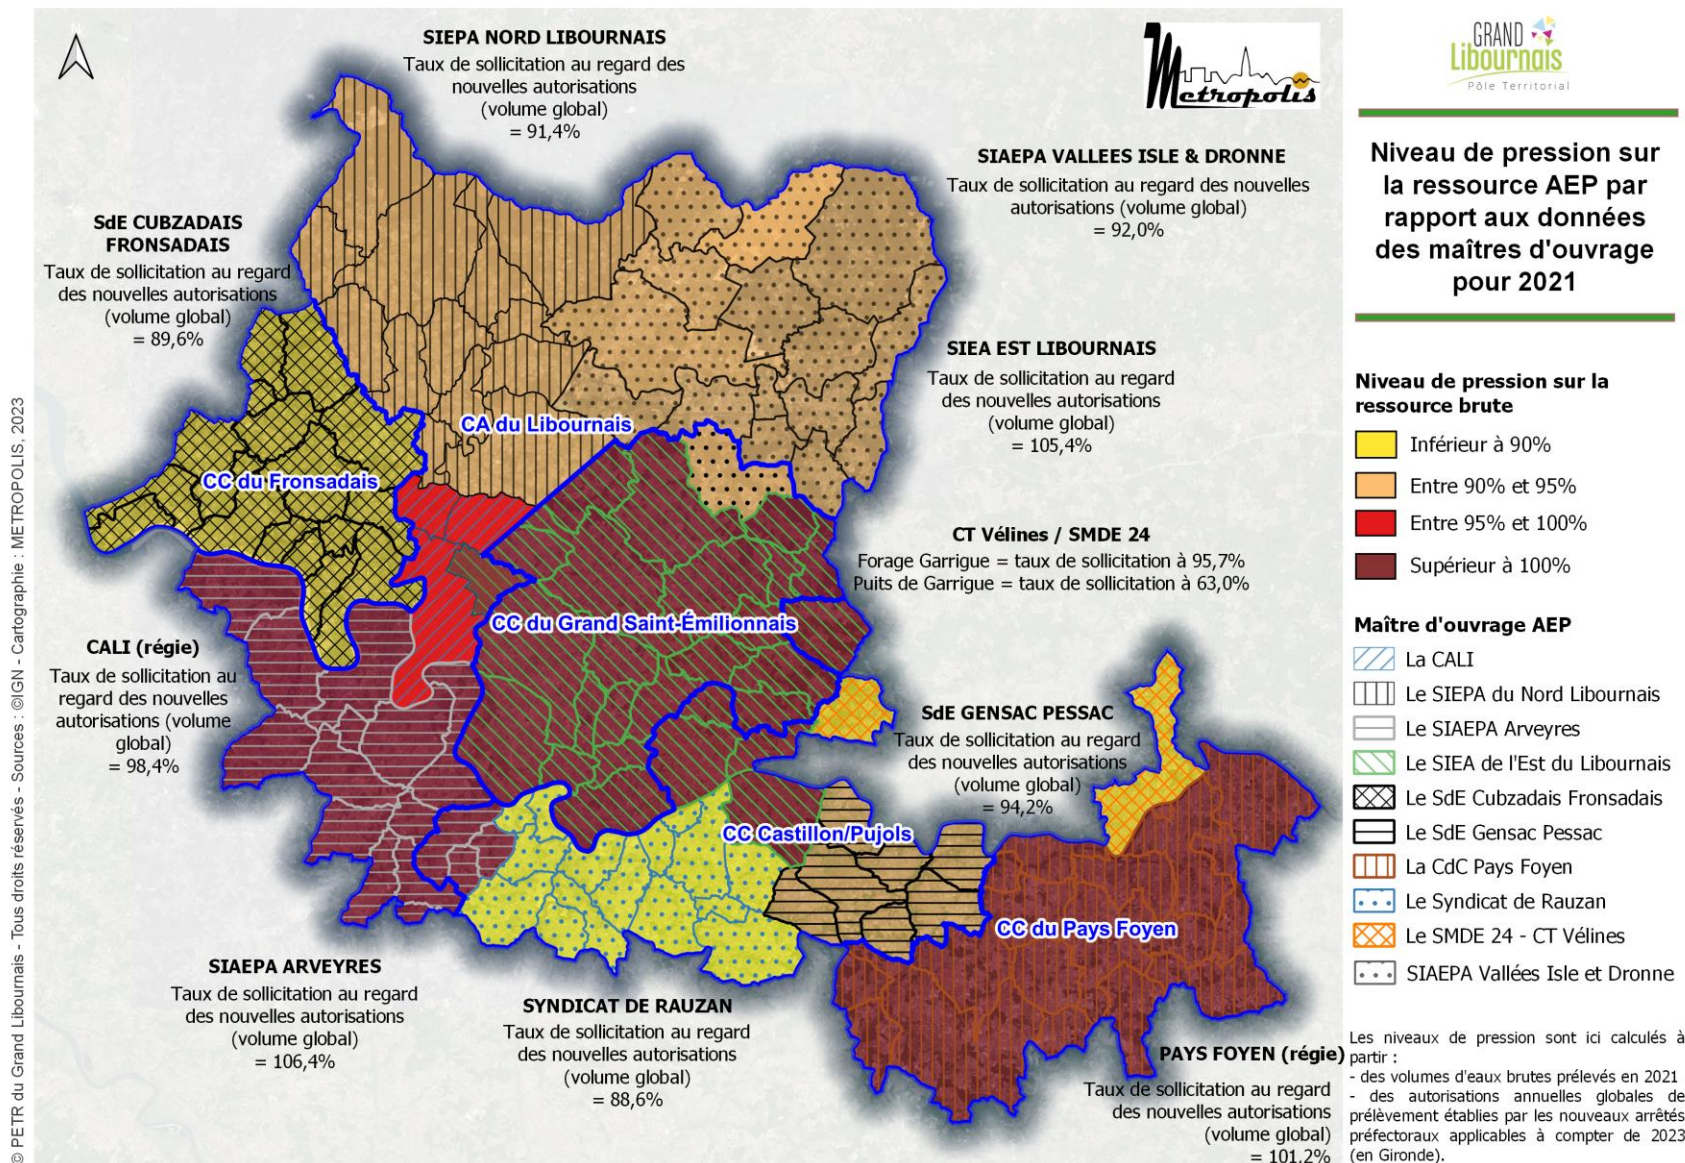 SIEPA NORD LIBOURNAIS
Taux de sollicitation au regard des
nouvelles autorisations
(volume global)
= 91,4%
Metropolis
SIAEPA VALLEES ISLE & DRONNE
Taux de sollicitation au regard des nouvelles
autorisations (volume global)
= 92,0%
SdE CUBZADAIS
FRONSADAIS
Taux de sollicitation au regard
des nouvelles autorisations
(volume global)
= 89,6%
SIEA EST LIBOURNAIS
Taux de sollicitation au regard
des nouvelles autorisations
(volume global)
= 105,4%
CA du Libournais
CC du Fronsadais
CT Vélines / SMDE 24
Forage Garrigue = taux de sollicitation à 95,7%
Puits de Garrigue = taux de sollicitation à 63,0%
CC du Grand Saint-Émilionnais
CALI (régie)
Taux de sollicitation au
regard des nouvelles
autorisations (volume
global)
= 98,4%
SdE GENSAC PESSAC
Taux de sollicitation au regard
des nouvelles autorisations
(volume global)
= 94,2%
CC Castillon/Pujols
CC du Pays Foyen
SIAEPA ARVEYRES
Taux de sollicitation au regard
des nouvelles autorisations
(volume global)
= 106,4%
SYNDICAT DE RAUZAN
Taux de sollicitation au regard
des nouvelles autorisations
(volume global)
= 88,6%
PAYS FOYEN (régie)
Taux de sollicitation au regard
des nouvelles autorisations
(volume global)
= 101,2%
© PETR du Grand Libournais - Tous droits réservés - Sources : ©IGN - Cartographie : METROPOLIS, 2023
GRAND
Libournais
Pôle Territorial
Niveau de pression sur
la ressource AEP par
rapport aux données
des maîtres d'ouvrage
pour 2021
Niveau de pression sur la
ressource brute
Inférieur à 90%
Entre 90% et 95%
Entre 95% et 100%
Supérieur à 100%
Maître d'ouvrage AEP
La CALI
Le SIEPA du Nord Libournais
Le SIAEPA Arveyres
Le SIEA de l'Est du Libournais
Le SdE Cubzadais Fronsadais
Le SdE Gensac Pessac
La CdC Pays Foyen
Le Syndicat de Rauzan
Le SMDE 24 - CT Vélines
SIAEPA Vallées Isle et Dronne
Les niveaux de pression sont ici calculés à
partir :
- des volumes d'eaux brutes prélevés en 2021
- des autorisations annuelles globales de
prélèvement établies par les nouveaux arrêtés
préfectoraux applicables à compter de 2023
(en Gironde).